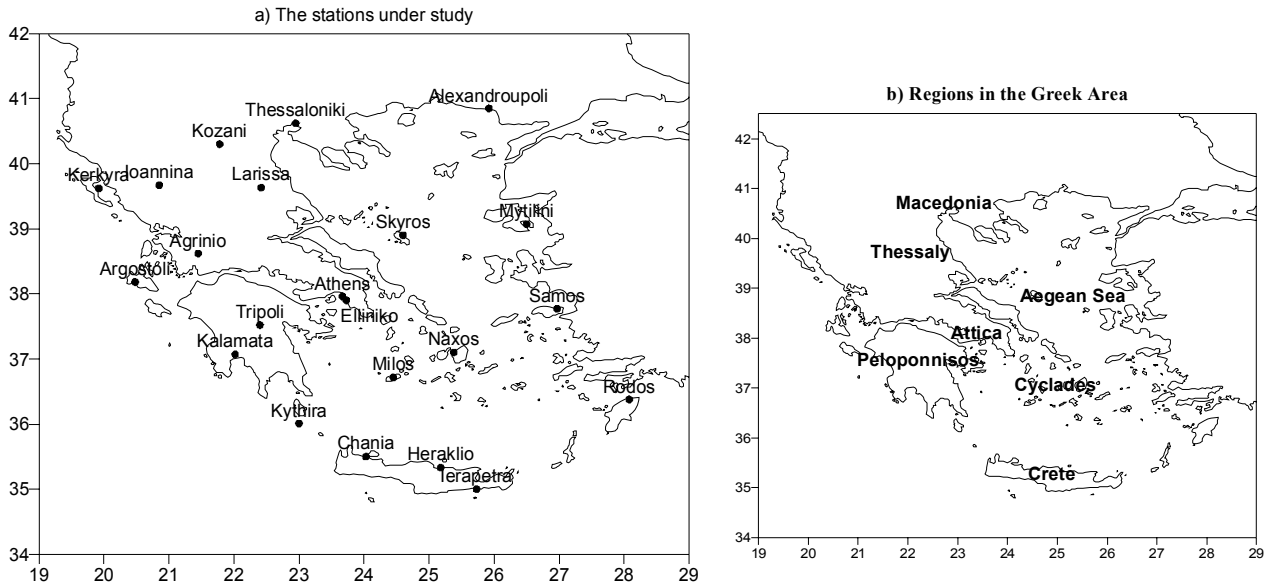 a) The stations under study
42
41
40
39
38
37
36
35
34
19 20 21 22 23 24 25 26 27 28 29
Alexandroupoli
Thessaloniki
Kozani
Kerkyra
Ioannina
Larissa
Skyros
Mytilini
Agrinio
Argostoli
Athens
Elliniko
Samos
Tripoli
Kalamata
Naxos
Milos
Rodos
Kythira
Chania
Heraklio
Terapetra
b) Regions in the Greek Area
42
41
40
39
38
37
36
35
34
19 20 21 22 23 24 25 26 27 28 29
Macedonia
Thessaly
Aegean Sea
Attica
Peloponnisos
Cyclades
Crete